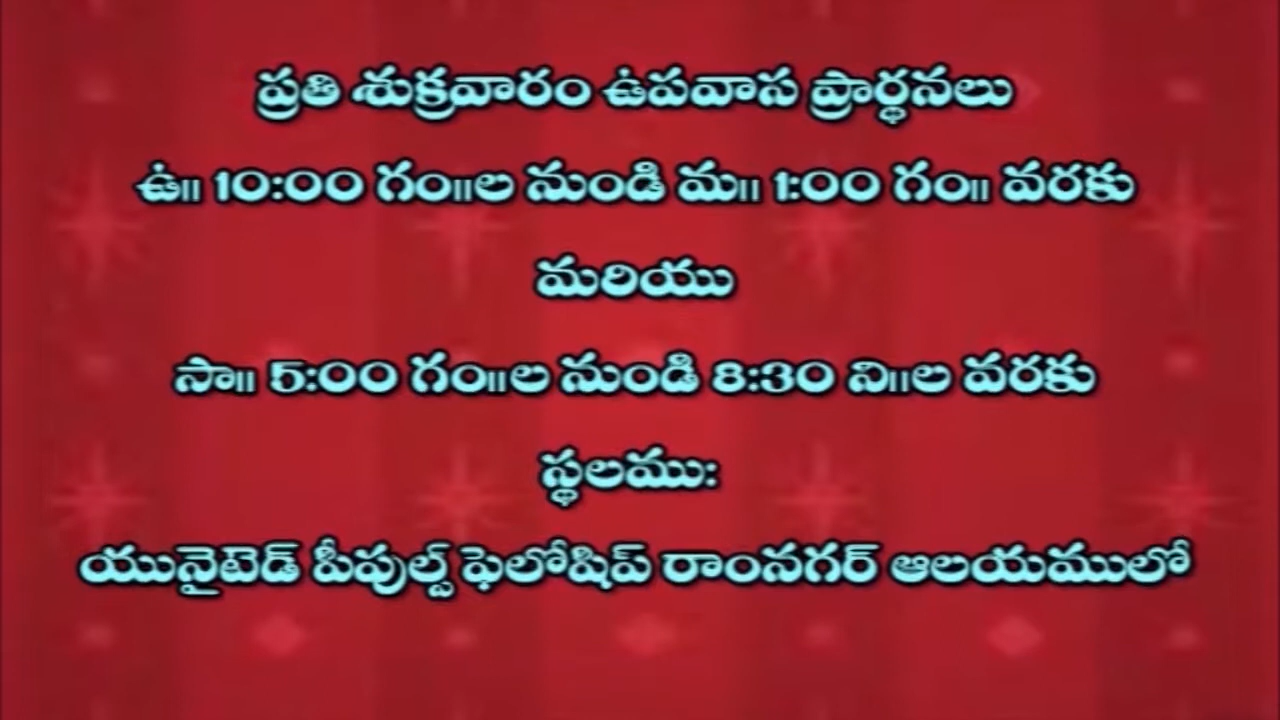 ప్రతి శుక్రవారం ఉపవాస ప్రార్థనలు
ఉ॥ 10:00 గం॥ల నుండి మ॥ 1:00 గం॥ వరకు
మరియు
సా॥ 5:00 గం॥ల నుండి 8:30 ని॥ల వరకు
స్థలము:
యునైటెడ్ పీపుల్స్ ఫెలోషిప్ రాంనగర్ ఆలయములో